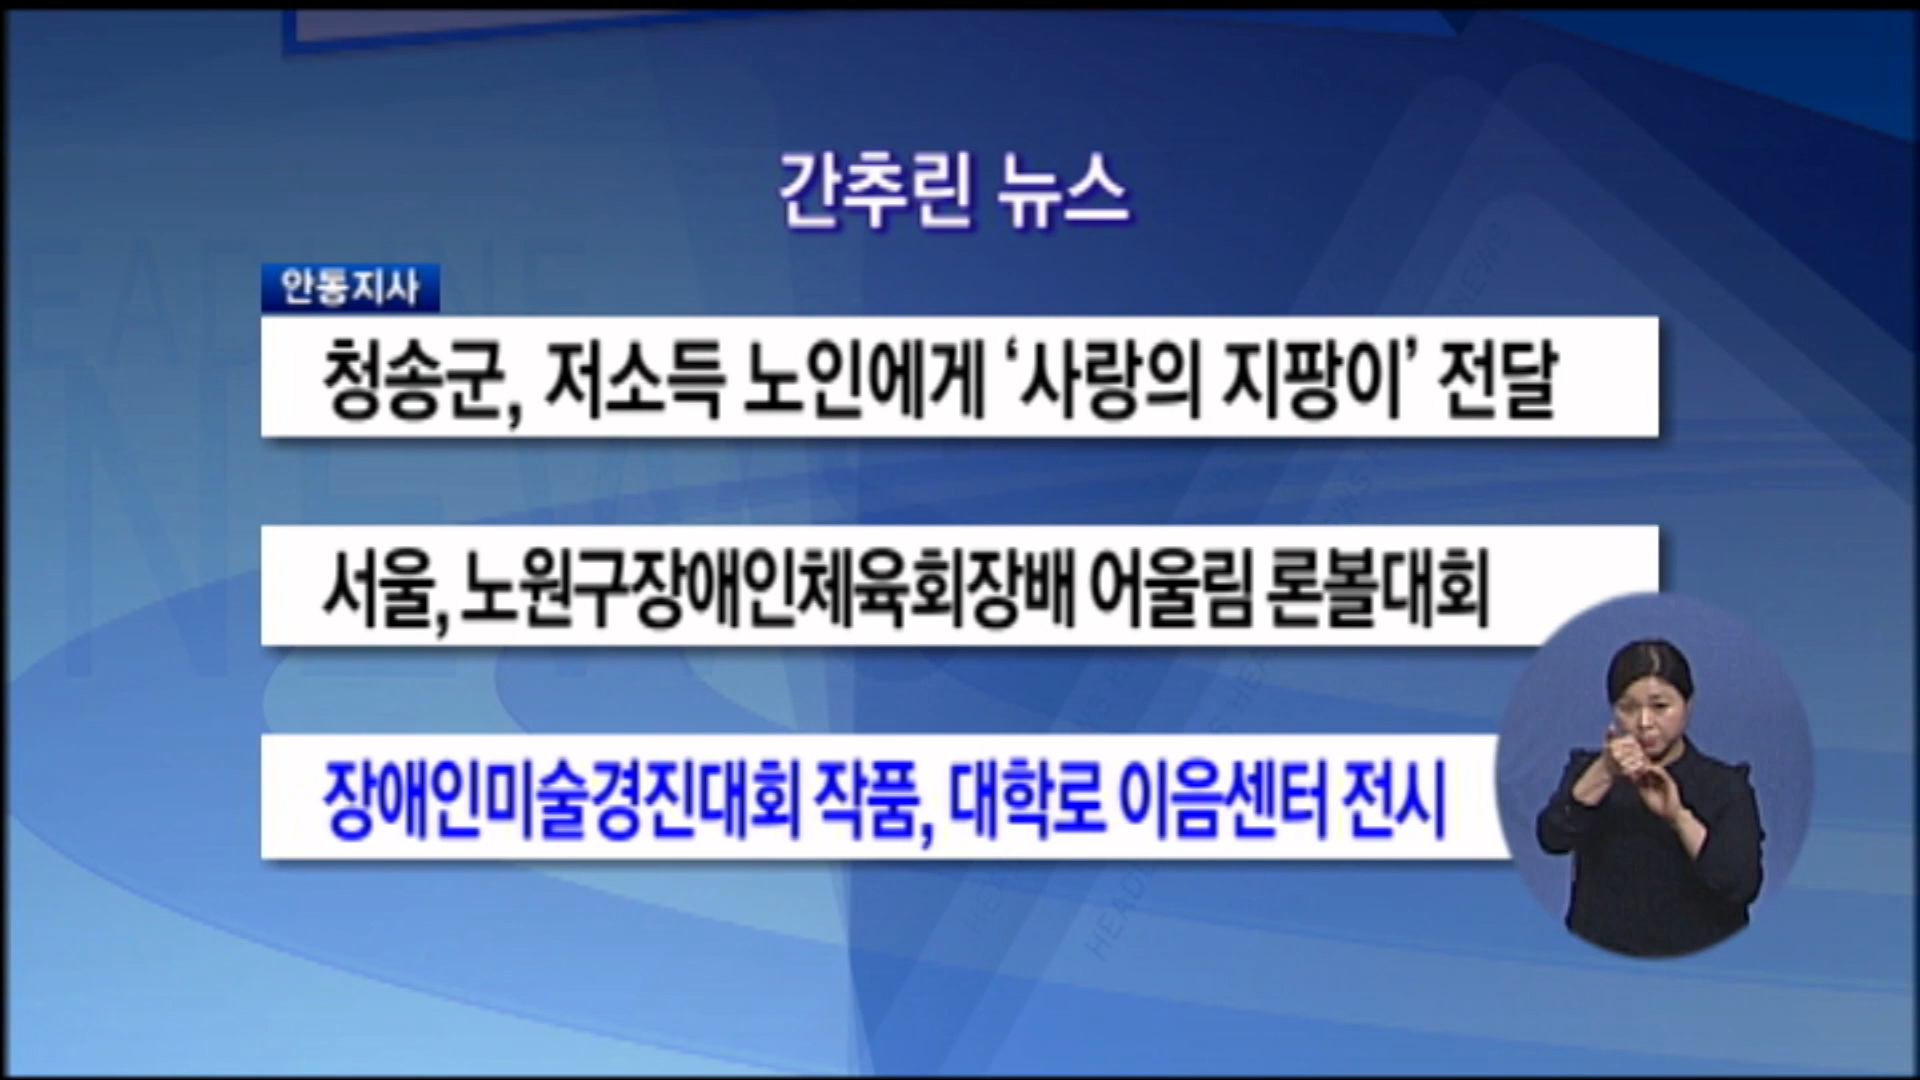 간추린 뉴스
안동지사
청송군, 저소득 노인에게 ‘사랑의 지팡이’ 전달
서울, 노원구장애인체육회장배 어울림 론볼대회
장애인미술경진대회 작품, 대학로 이음센터 전시